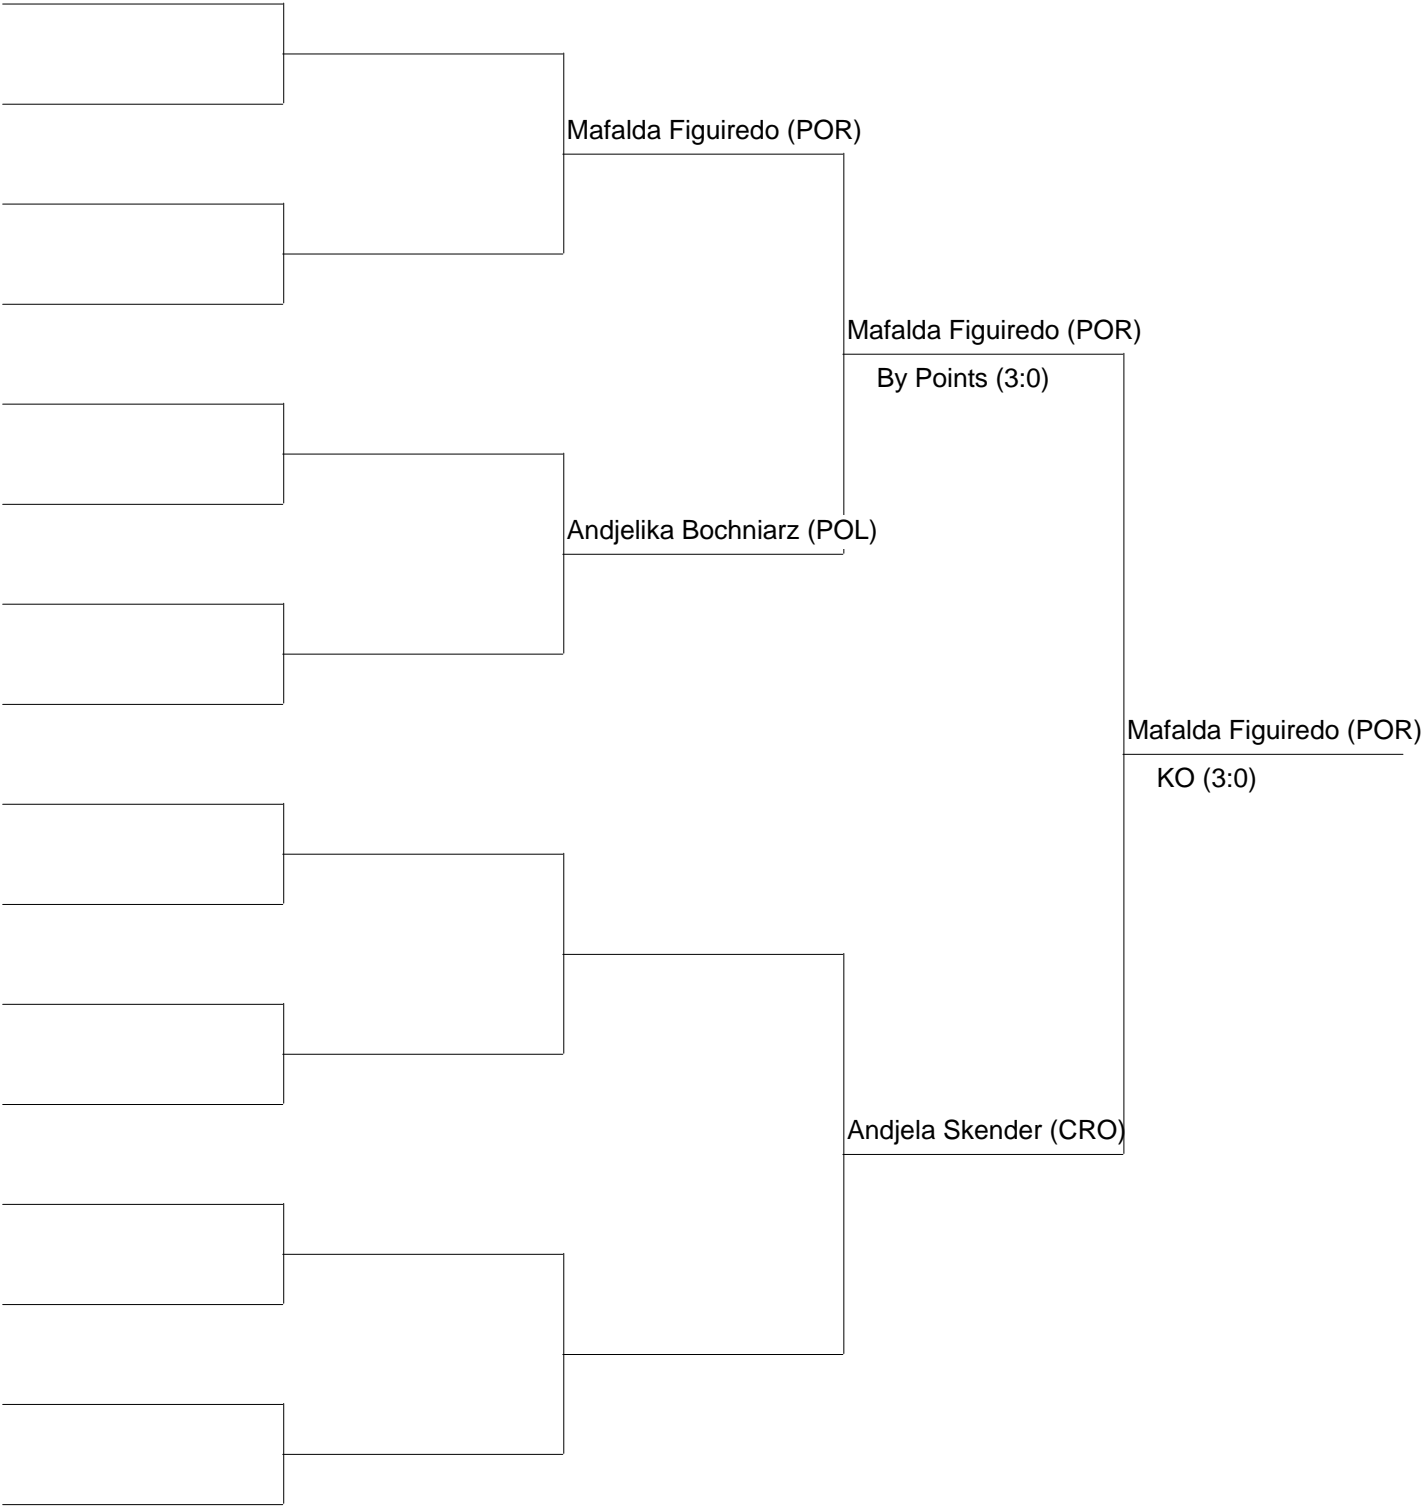 Mafalda Figuiredo (POR)
Mafalda Figuiredo (POR)
By Points (3:0)
Andjelika Bochniarz (POL)
Mafalda Figuiredo (POR)
KO (3:0)
Andjela Skender (CRO)